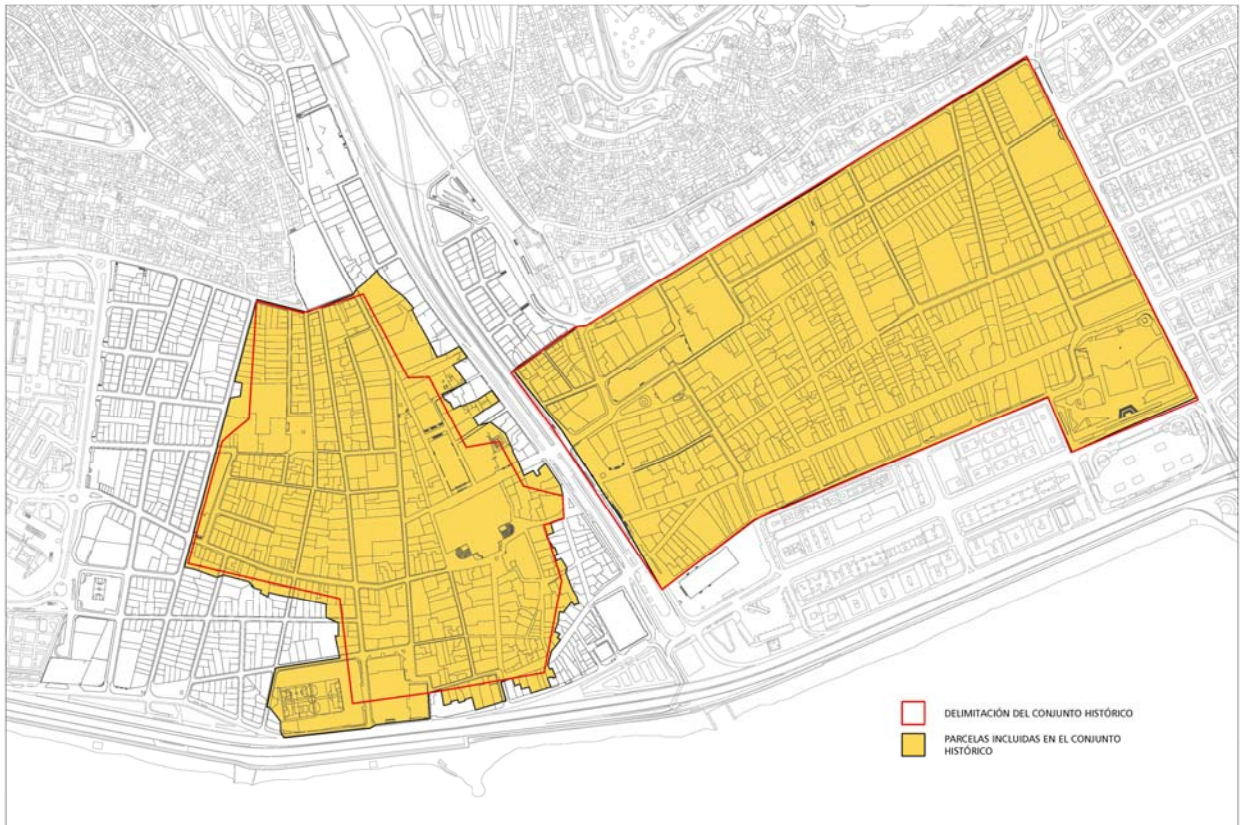 DELIMITACIÓN DEL CONJUNTO HISTÓRICO
PARCELAS INCLUIDAS EN EL CONJUNTO
HISTÓRICO